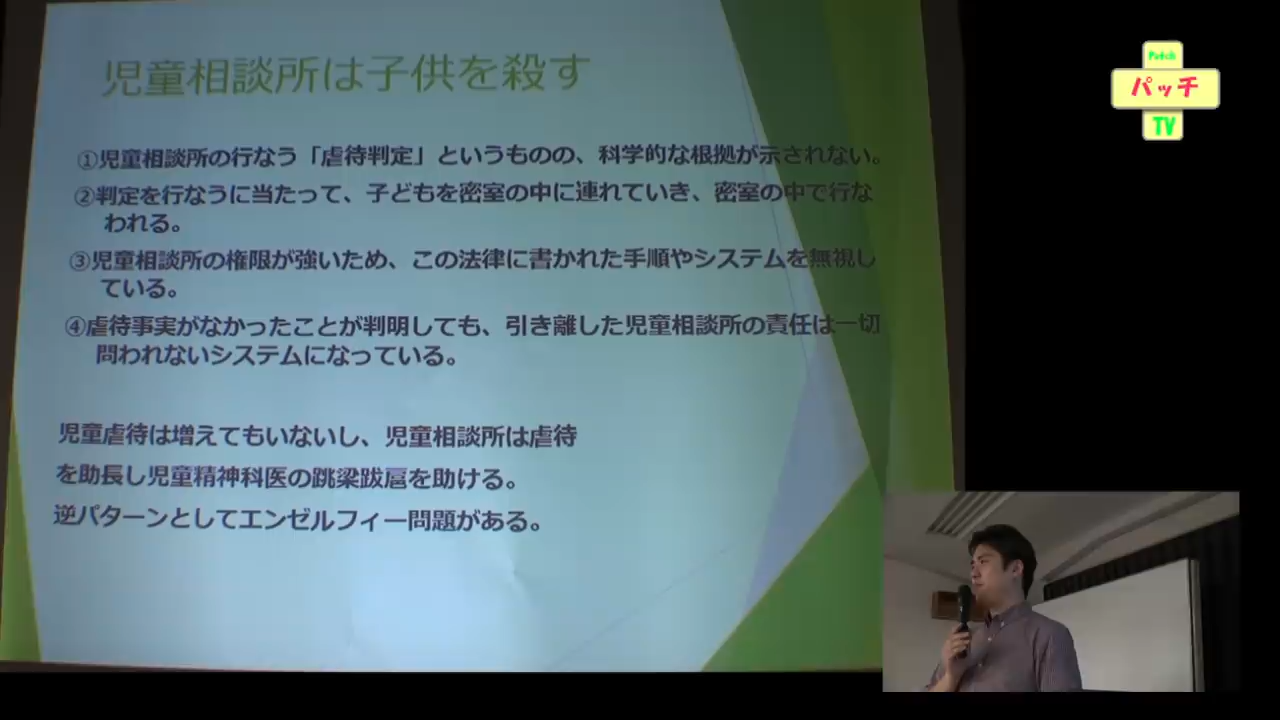 児童相談所は子供を殺す
Patch
パッチ
TV
①児童相談所の行なう「虐待判定」というものの、科学的な根拠が示されない。
②判定を行なうに当たって、子どもを密室の中に連れていき、密室の中で行な
われる。
③児童相談所の権限が強いため、この法律に書かれた手順やシステムを無視し
ている。
④虐待事実がなかったことが判明しても、引き離した児童相談所の責任は一切
問われないシステムになっている。
児童虐待は増えてもいないし、児童相談所は虐待
を助長し児童精神科医の跳梁跋扈を助ける。
逆パターンとしてエンゼルフィー問題がある。